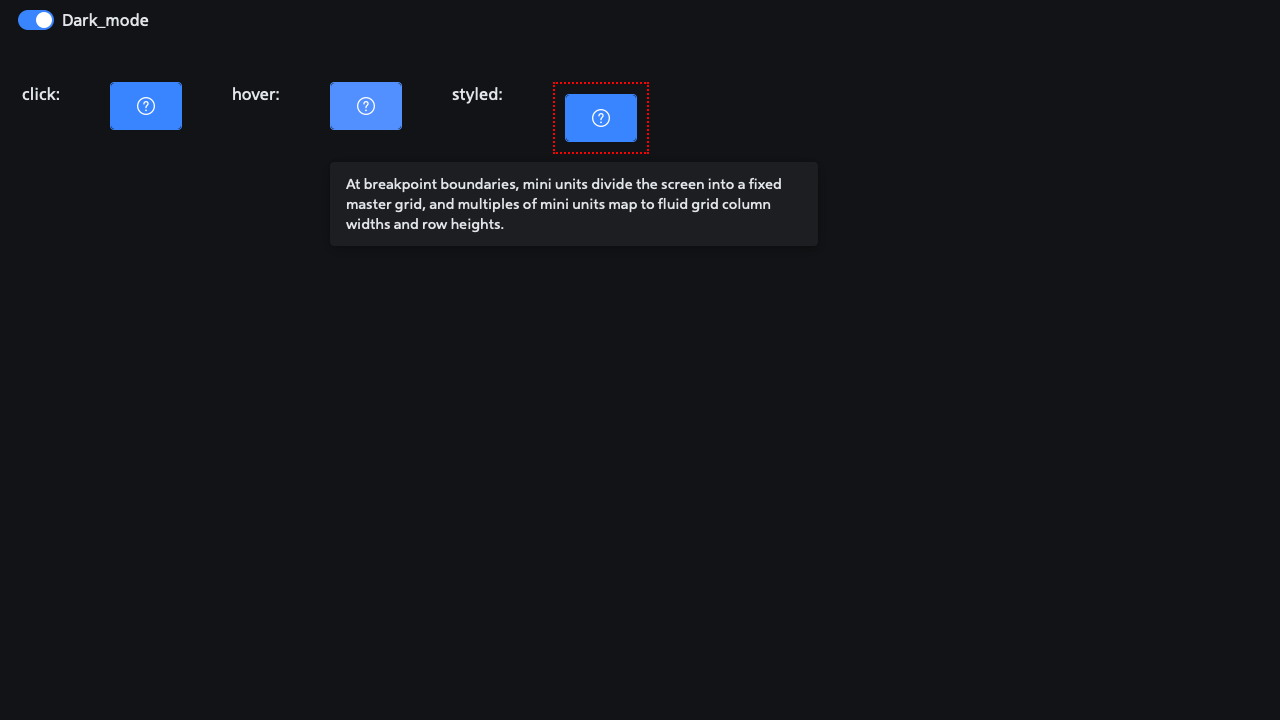 Dark_mode
click:
hover:
styled:
At breakpoint boundaries, mini units divide the screen into a fixed
master grid, and multiples of mini units map to fluid grid column
widths and row heights.